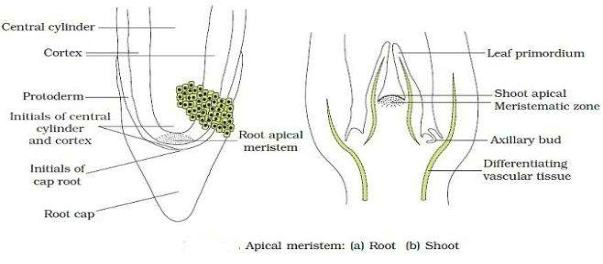 Central cylinder
Cortex
Protoderm
Initials of central
cylinder
and cortex
Initials of
cap root
Root cap
Root apical
meristem
Leaf primordium
Shoot apical
Meristematic zone
Axillary bud
Differentiating
vascular tissue
. Apical meristem: (a) Root (b) Shoot